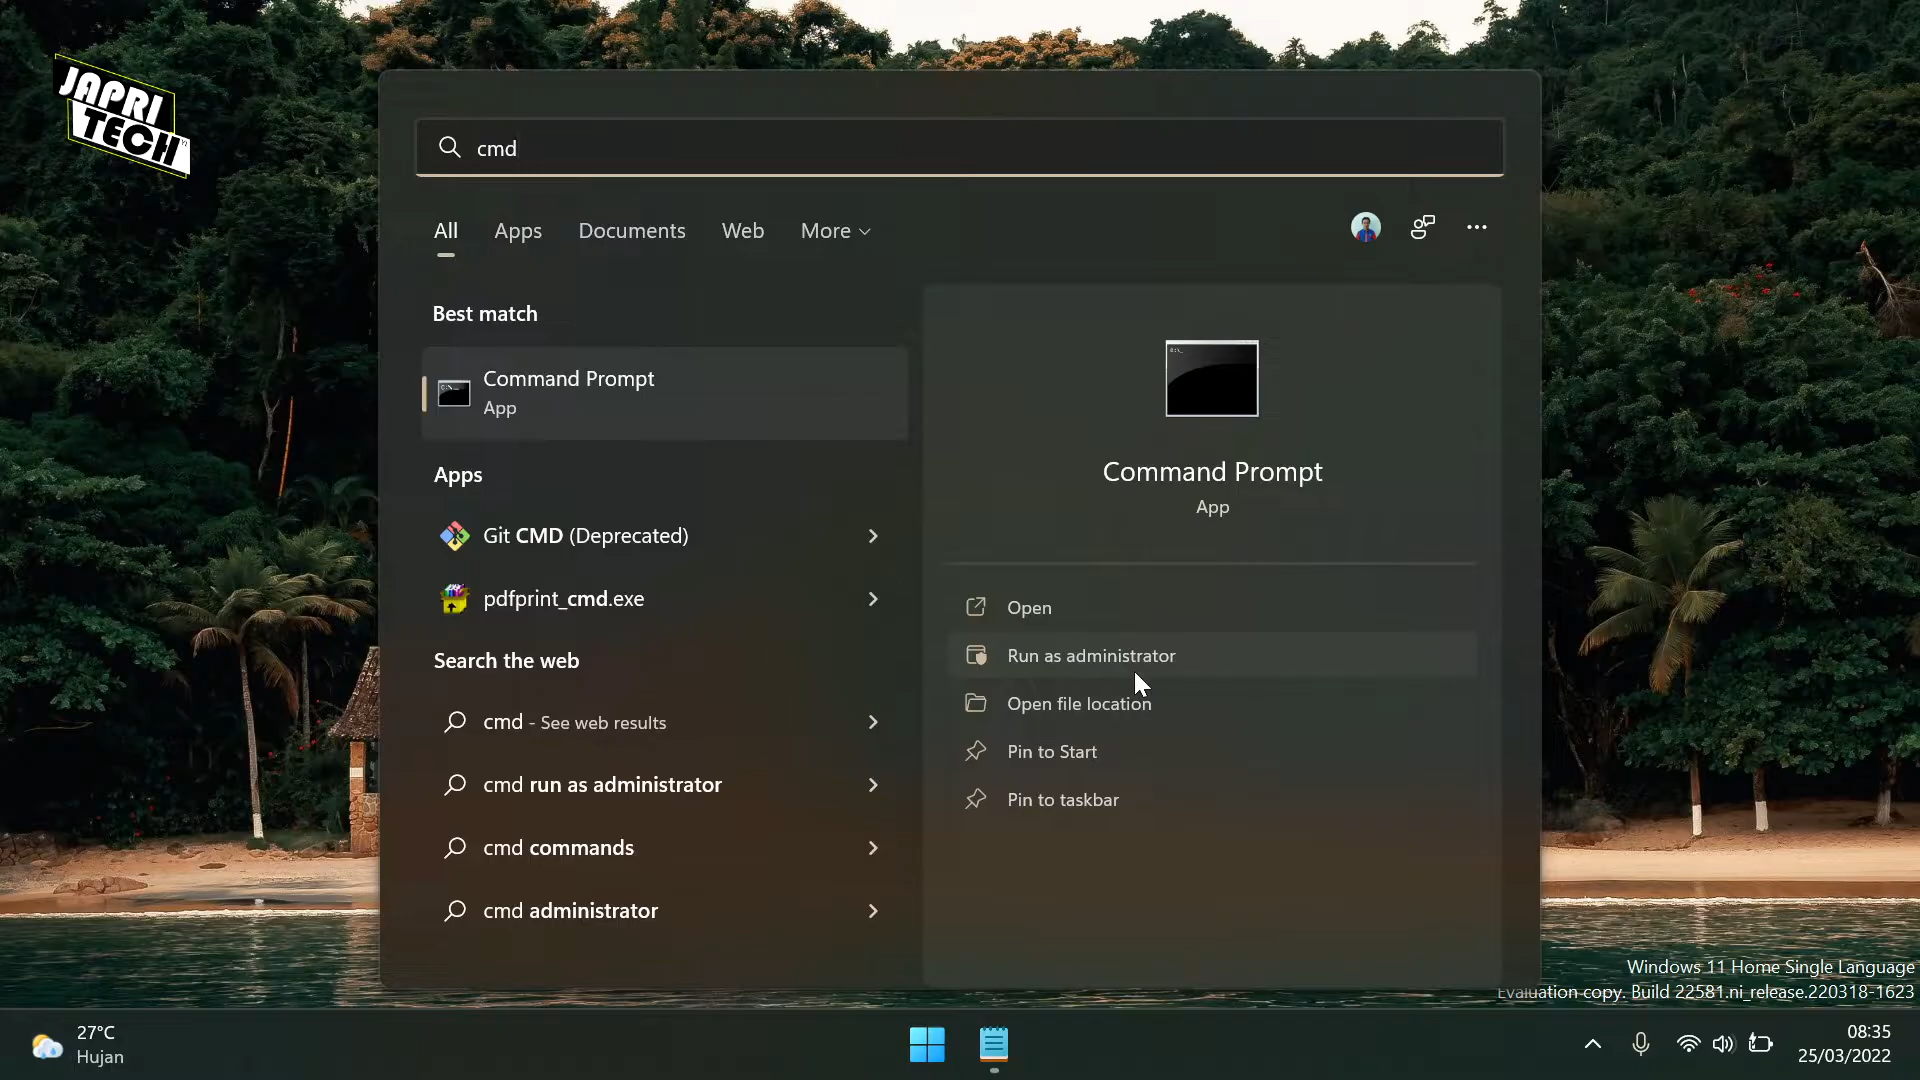 JAPRI
TECH
cmd
All
Apps
Documents
Web
More
Best match
Command Prompt
App
Apps
Git CMD (Deprecated)
pdfprint_cmd.exe
Search the web
cmd - See web results
cmd run as administrator
cmd commands
cmd administrator
Command Prompt
App
Open
Run as administrator
Open file location
Pin to Start
Pin to taskbar
Windows 11 Home Single Language
Evaluation copy. Build 22581.ni_release.220318-1623
27°C
Hujan
08:35
25/03/2022